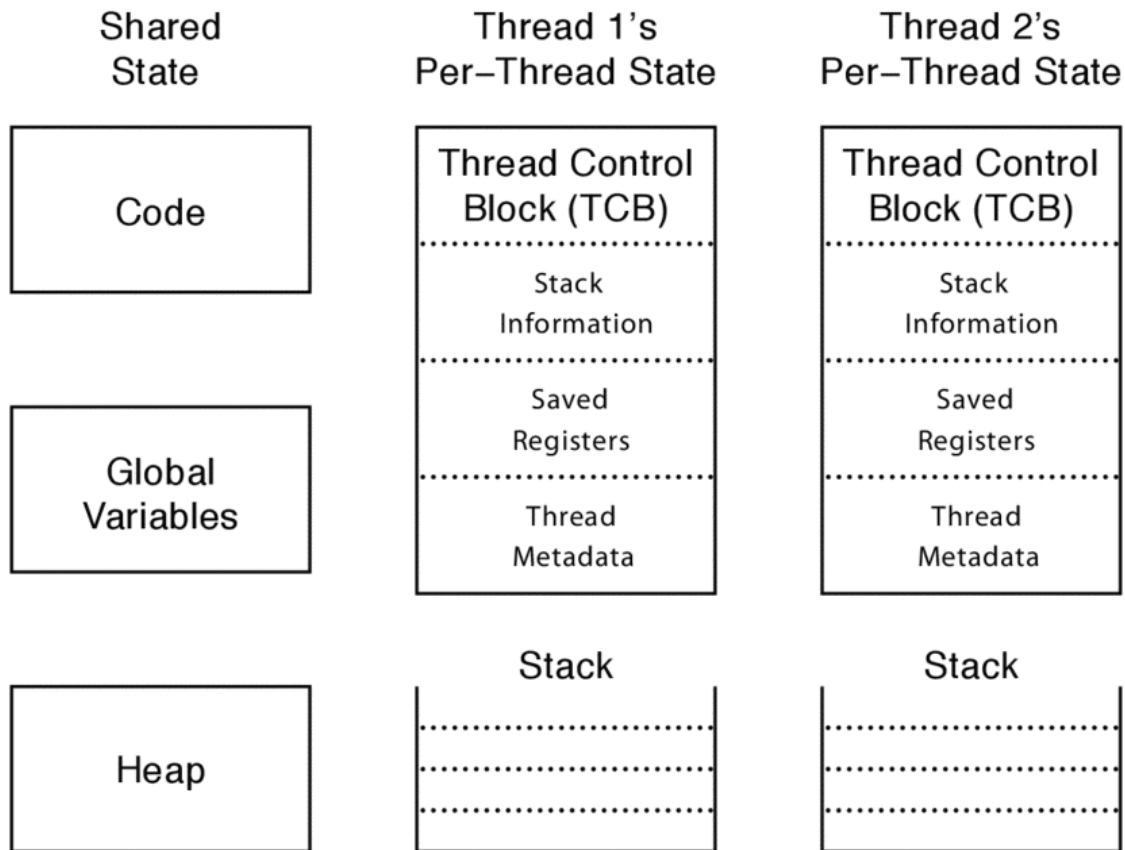 Shared
State
Thread 1’s
Per–Thread State
Thread 2’s
Per–Thread State
Code
Global
Variables
Heap
Thread Control
Block (TCB)
Stack
Information
Saved
Registers
Thread
Metadata
Stack
Thread Control
Block (TCB)
Stack
Information
Saved
Registers
Thread
Metadata
Stack